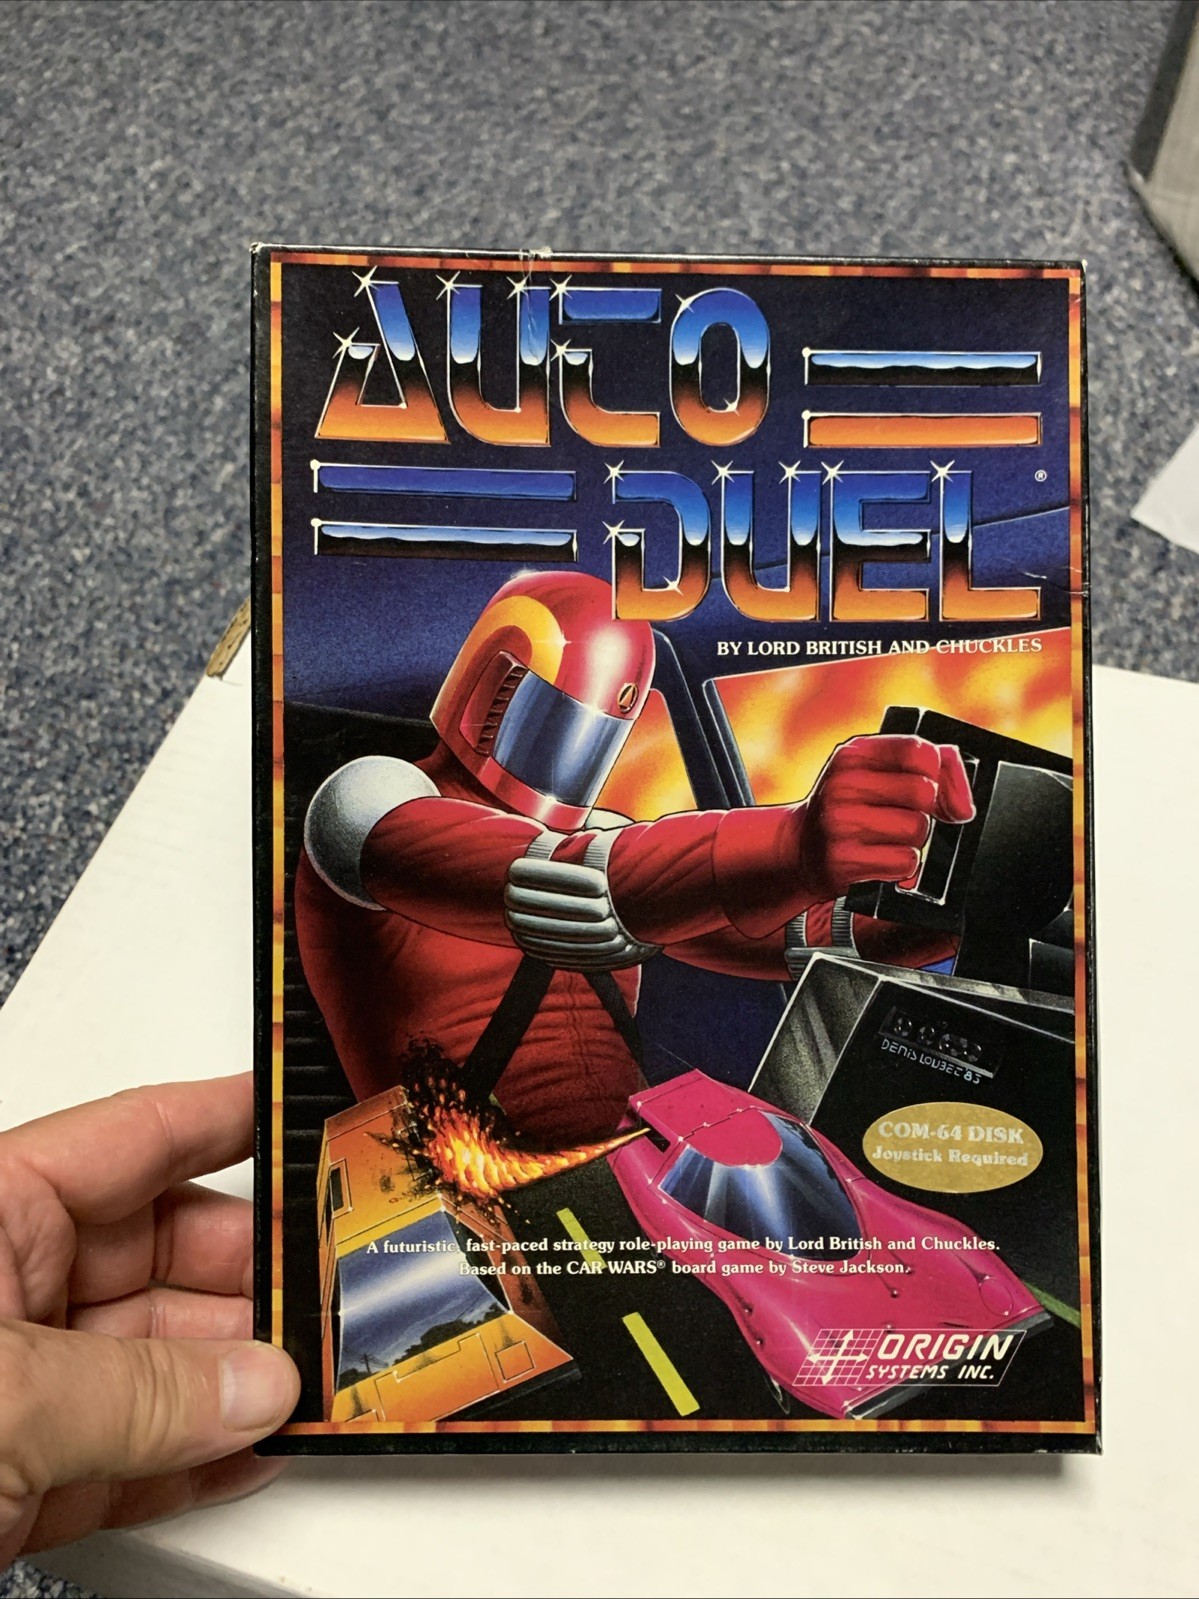 AUTO
DUEL®
BY LORD BRITISH AND CHUCKLES
DENIS LOUBET 85
COM-64 DISK
Joystick Required
A futuristic, fast-paced strategy role-playing game by Lord British and Chuckles.
Based on the CAR WARS® board game by Steve Jackson.
ORIGIN
SYSTEMS INC.